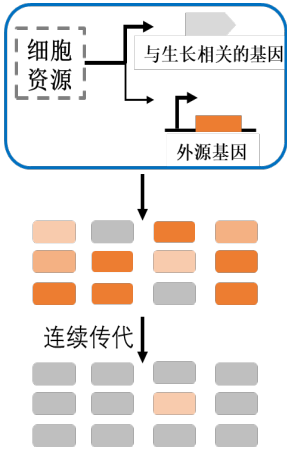 细胞
资源
与生长相关的基因
外源基因
连续传代